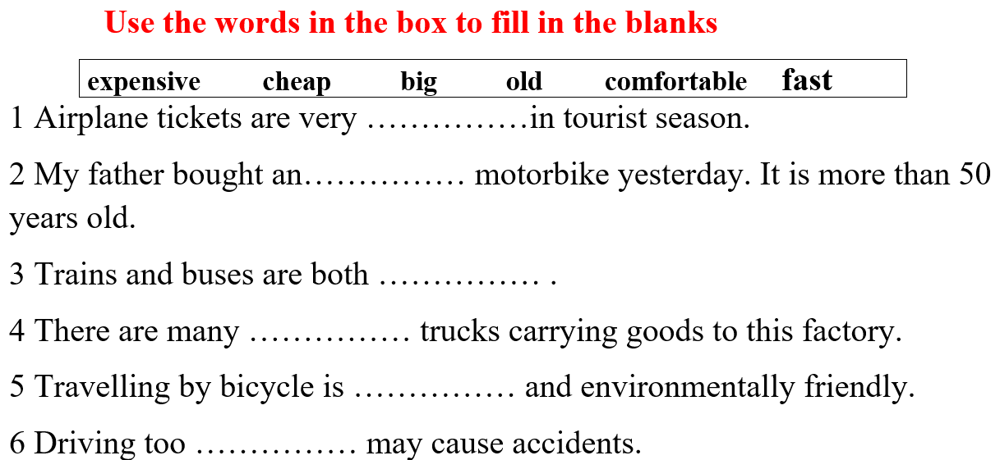 Use the words in the box to fill in the blanks
expensive cheap big old comfortable fast
1 Airplane tickets are very ……………in tourist season.
2 My father bought an…………… motorbike yesterday. It is more than 50
years old.
3 Trains and buses are both …………… .
4 There are many …………… trucks carrying goods to this factory.
5 Travelling by bicycle is …………… and environmentally friendly.
6 Driving too …………… may cause accidents.